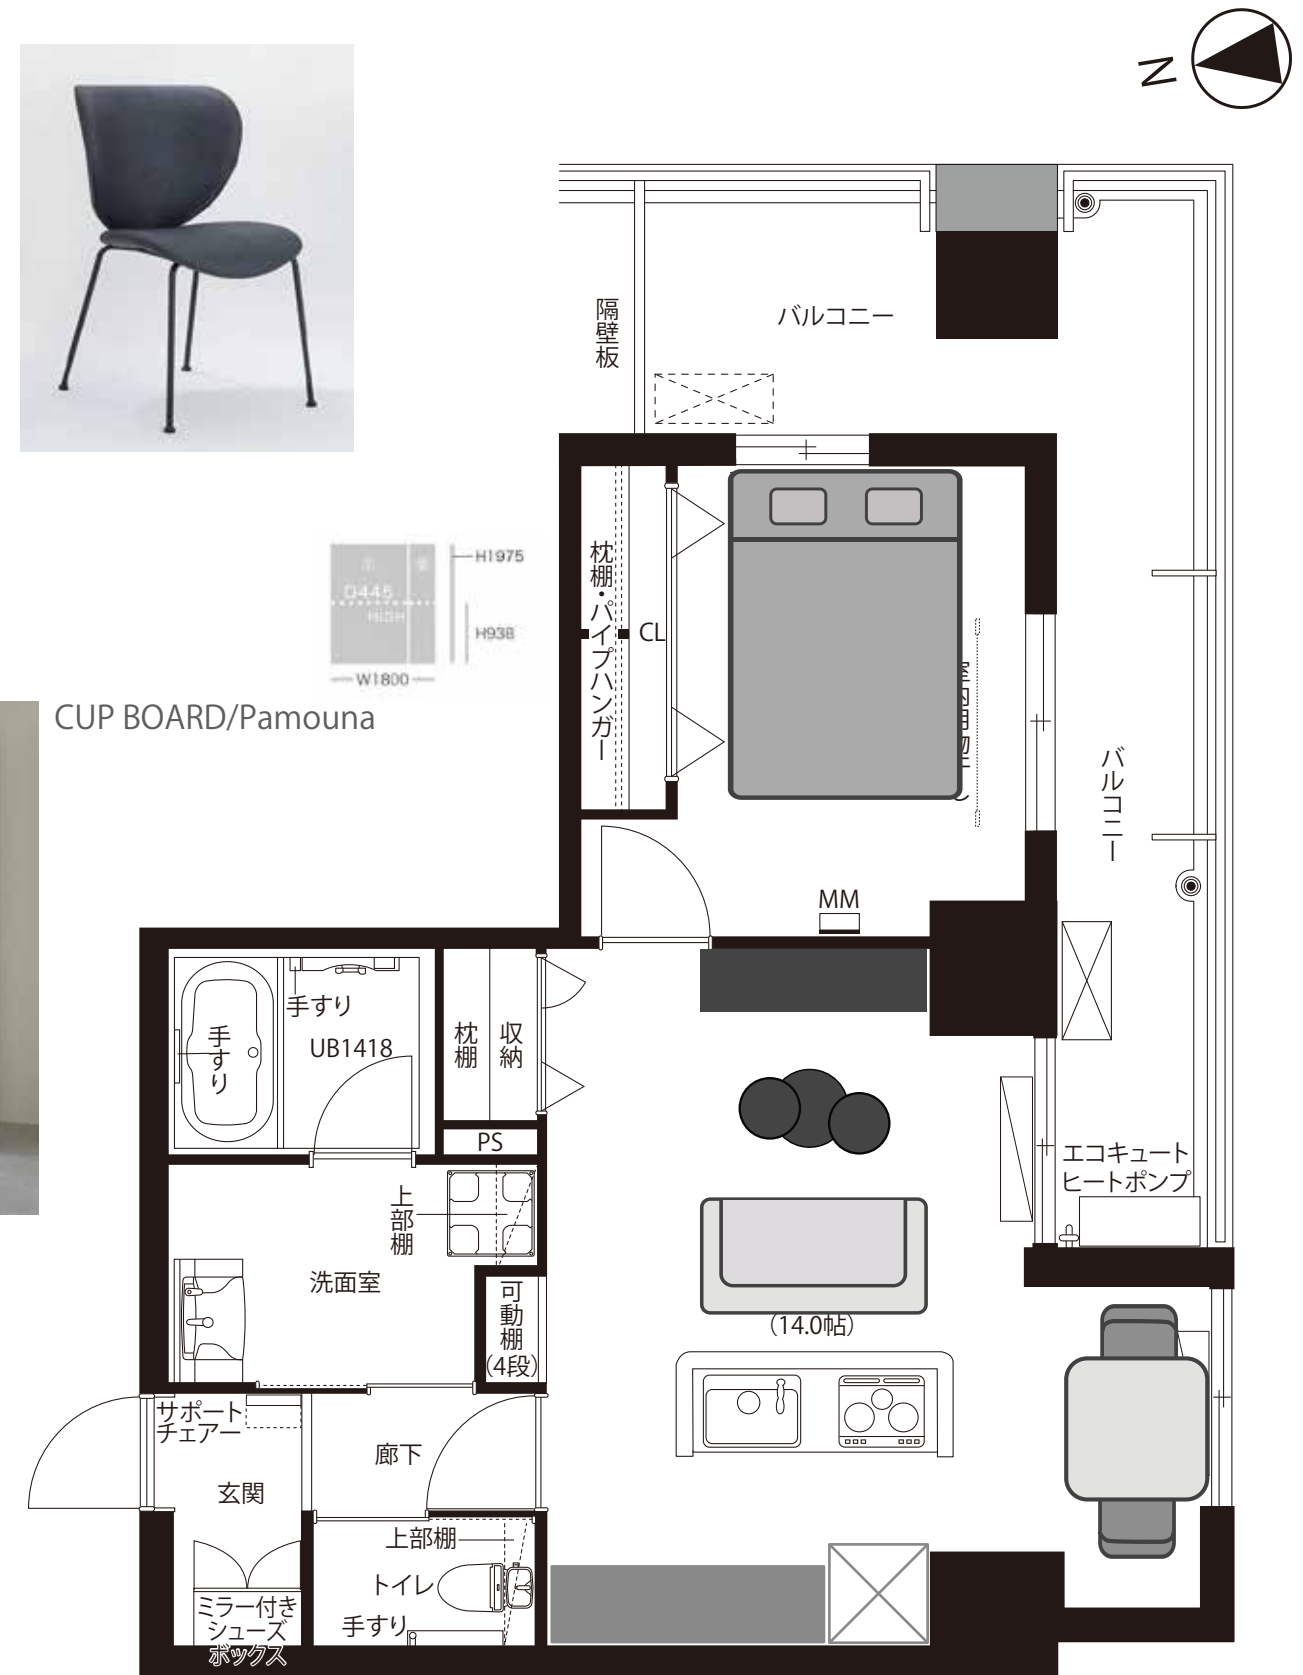 N
バルコニー
隔壁板
枕棚・パイプハンガー
CL
H1975
D445
HIGH
H938
W1800
CUP BOARD/Pamouna
バルコニー
MM
手すり
手すり
UB1418
枕棚
収納
PS
エコキュート
ヒートポンプ
上部棚
洗面室
可動棚
(4段)
(14.0帖)
サポート
チェアー
廊下
玄関
上部棚
トイレ
手すり
ミラー付き
シューズ
ボックス